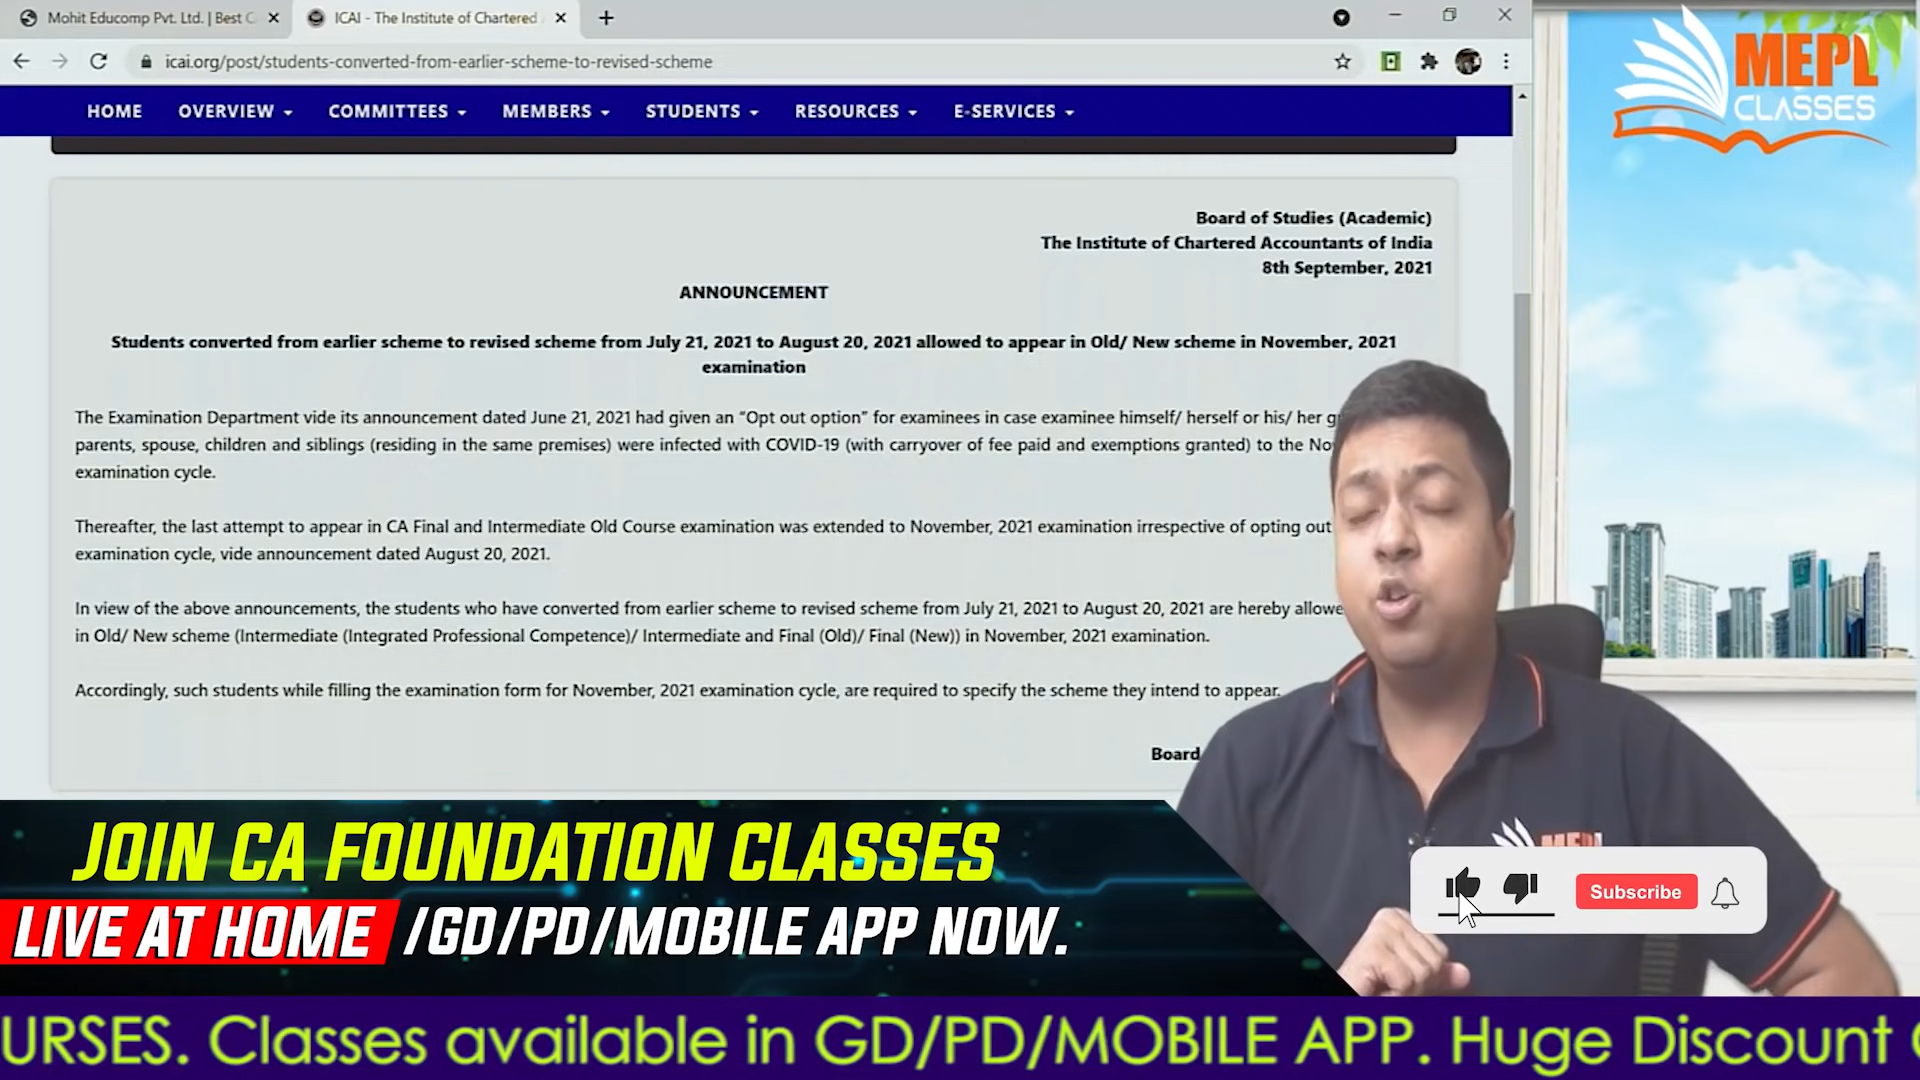 Mohit Educomp Pvt. Ltd. | Best C
ICAI - The Institute of Chartered
icai.org/post/students-converted-from-earlier-scheme-to-revised-scheme
HOME OVERVIEW COMMITTEES MEMBERS STUDENTS RESOURCES E-SERVICES
MEPL
CLASSES
Board of Studies (Academic)
The Institute of Chartered Accountants of India
8th September, 2021
ANNOUNCEMENT
Students converted from earlier scheme to revised scheme from July 21, 2021 to August 20, 2021 allowed to appear in Old/ New scheme in November, 2021
examination
The Examination Department vide its announcement dated June 21, 2021 had given an “Opt out option” for examinees in case examinee himself/ herself or his/ her
parents, spouse, children and siblings (residing in the same premises) were infected with COVID-19 (with carryover of fee paid and exemptions granted) to the
examination cycle.
Thereafter, the last attempt to appear in CA Final and Intermediate Old Course examination was extended to November, 2021 examination irrespective of opting out
examination cycle, vide announcement dated August 20, 2021.
In view of the above announcements, the students who have converted from earlier scheme to revised scheme from July 21, 2021 to August 20, 2021 are hereby
in Old/ New scheme (Intermediate (Integrated Professional Competence)/ Intermediate and Final (Old)/ Final (New)) in November, 2021 examination.
Accordingly, such students while filling the examination form for November, 2021 examination cycle, are required to specify the scheme they intend to appear.
Board
JOIN CA FOUNDATION CLASSES
LIVE AT HOME /GD/PD/MOBILE APP NOW.
Subscribe
URSES. Classes available in GD/PD/MOBILE APP. Huge Discount